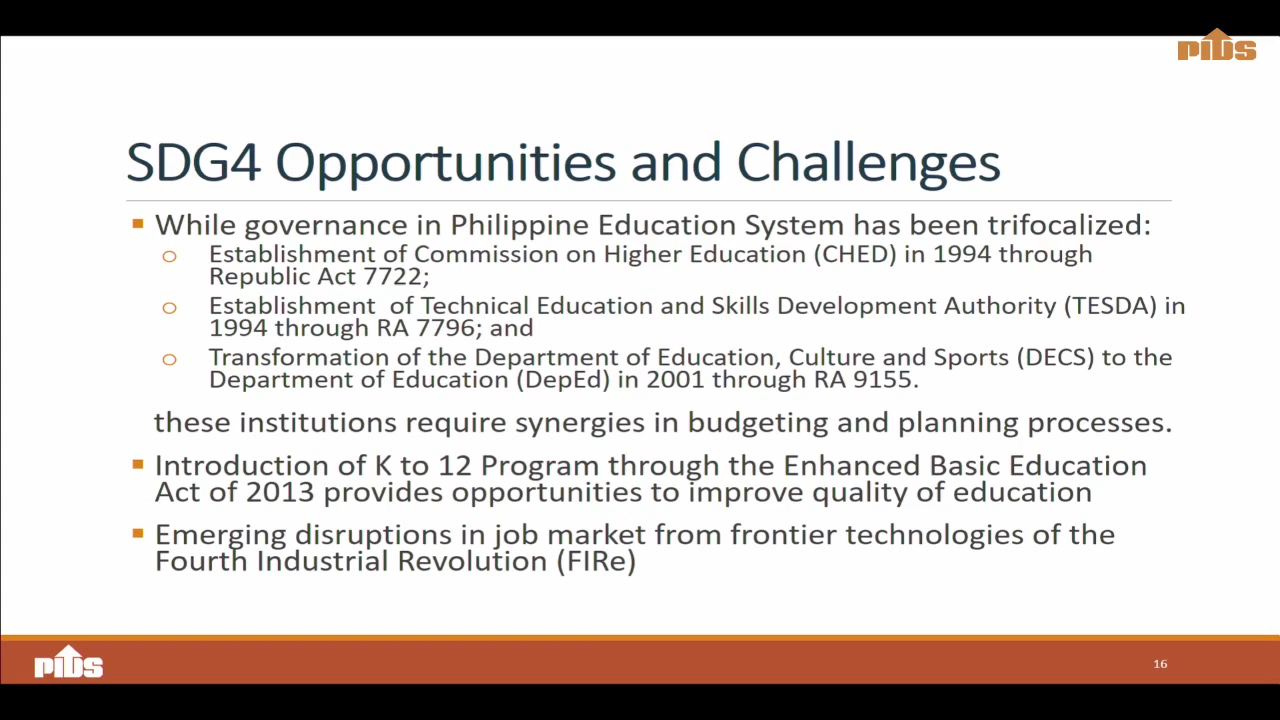 PIDS
SDG4 Opportunities and Challenges
While governance in Philippine Education System has been trifocalized:
Establishment of Commission on Higher Education (CHED) in 1994 through
Republic Act 7722;
Establishment of Technical Education and Skills Development Authority (TESDA) in
1994 through RA 7796; and
Transformation of the Department of Education, Culture and Sports (DECS) to the
Department of Education (DepEd) in 2001 through RA 9155.
these institutions require synergies in budgeting and planning processes.
Introduction of K to 12 Program through the Enhanced Basic Education
Act of 2013 provides opportunities to improve quality of education
Emerging disruptions in job market from frontier technologies of the
Fourth Industrial Revolution (FIRe)
PIDS
16